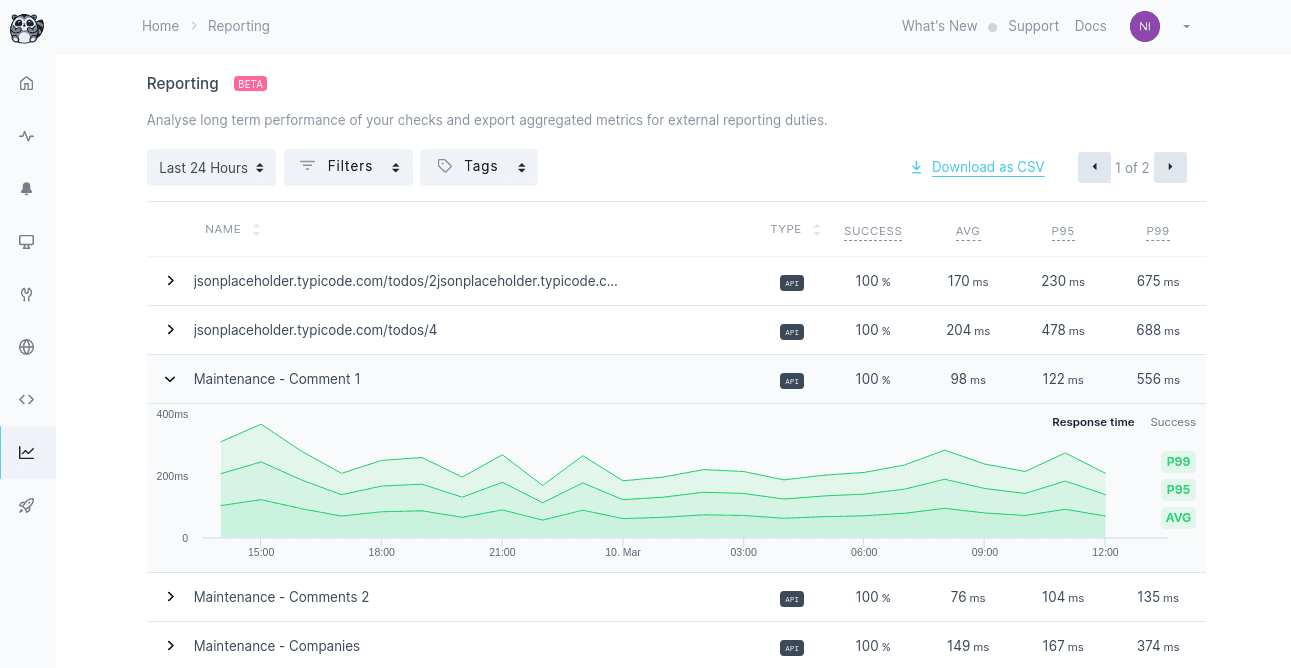 Home > Reporting What's New Support Docs NI
Reporting BETA
Analyse long term performance of your checks and export aggregated metrics for external reporting duties.
Last 24 Hours Filters Tags Download as CSV 1 of 2
NAME TYPE SUCCESS AVG P95 P99
jsonplaceholder.typicode.com/todos/2jsonplaceholder.typicode.c... API 100 % 170 ms 230 ms 675 ms
jsonplaceholder.typicode.com/todos/4 API 100 % 204 ms 478 ms 688 ms
Maintenance - Comment 1 API 100 % 98 ms 122 ms 556 ms
400ms
Response time Success
P99
200ms
P95
AVG
0
15:00 18:00 21:00 10. Mar 03:00 06:00 09:00 12:00
Maintenance - Comments 2 API 100 % 76 ms 104 ms 135 ms
Maintenance - Companies API 100 % 149 ms 167 ms 374 ms